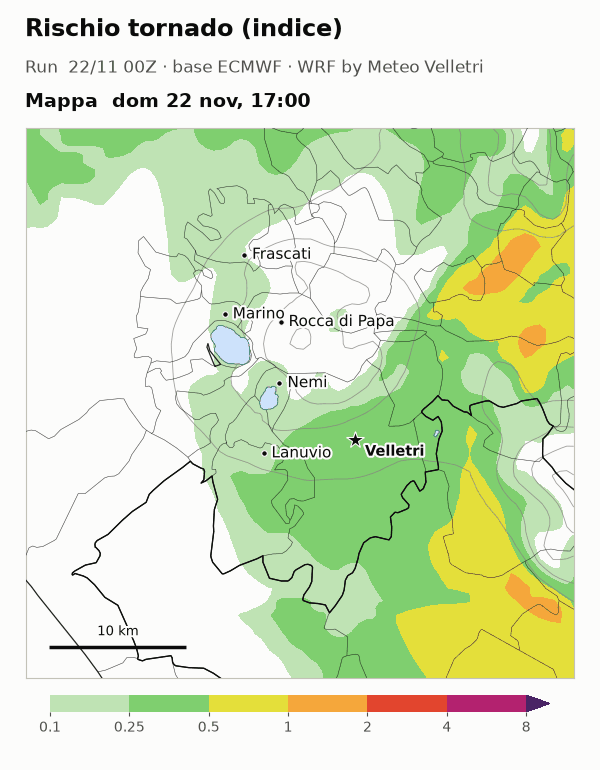 Rischio tornado (indice)
Run  22/11 00Z · base ECMWF · WRF by Meteo Velletri
Mappa  dom 22 nov, 17:00
Frascati
Marino
Rocca di Papa
Nemi
Velletri
Lanuvio
10 km
0.1 0.25 0.5 1 2 4 8